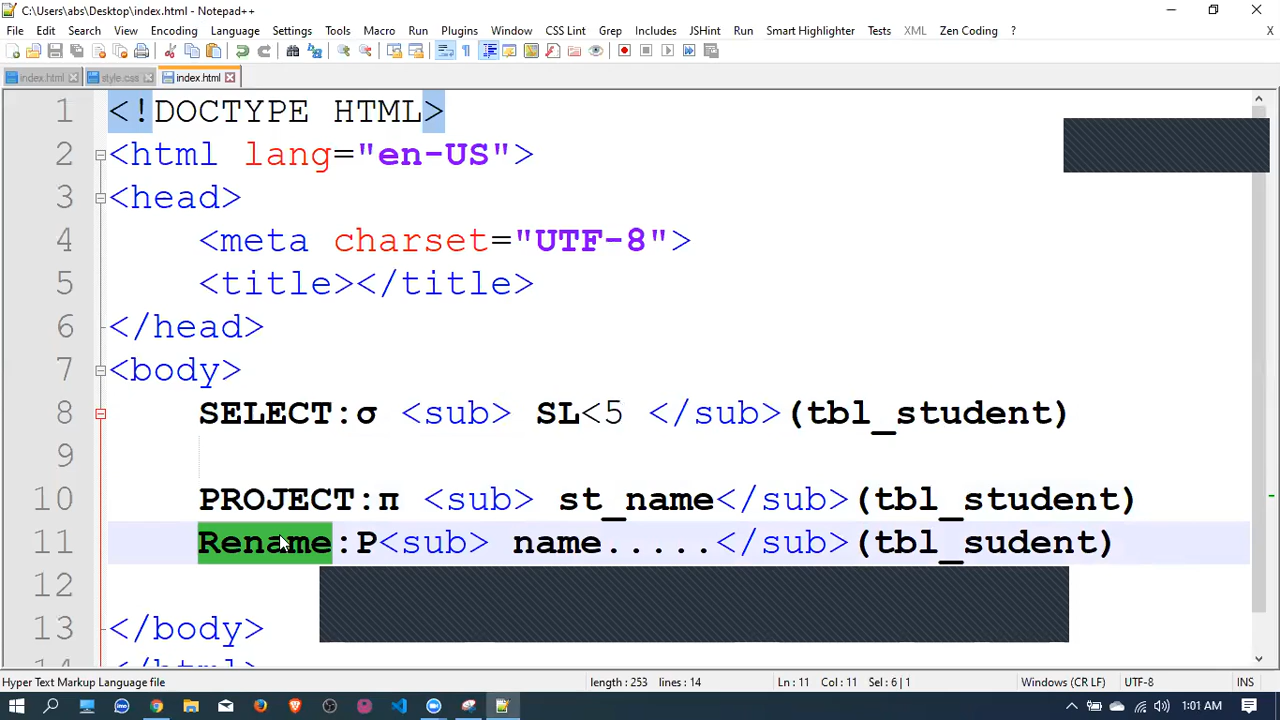 C:\Users\abs\Desktop\index.html - Notepad++
File Edit Search View Encoding Language Settings Tools Macro Run Plugins Window CSS Lint Grep Includes JSHint Run Smart Highlighter Tests XML Zen Coding ? X
index.html style.css index.html
1 <!DOCTYPE HTML>
2 <html lang="en-US">
3 <head>
4 <meta charset="UTF-8">
5 <title></title>
6 </head>
7 <body>
8 SELECT:σ <sub> SL<5 </sub>(tbl_student)
9
10 PROJECT:π <sub> st_name</sub>(tbl_student)
11 Rename:P<sub> name.....</sub>(tbl_sudent)
12
13 </body>
14 </html>
Hyper Text Markup Language file length : 253 lines : 14 Ln : 11 Col : 11 Sel : 6 | 1 Windows (CR LF) UTF-8 INS
1:01 AM